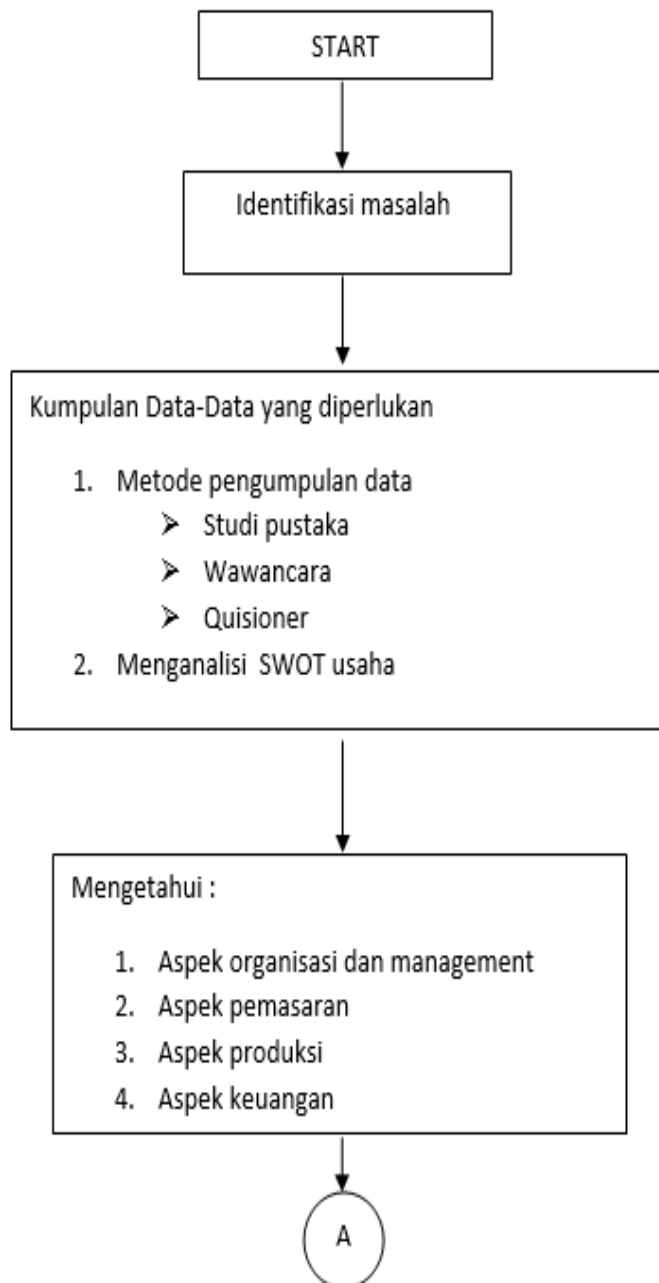 START
Identifikasi masalah
Kumpulan Data-Data yang diperlukan
1. Metode pengumpulan data
➢ Studi pustaka
➢ Wawancara
➢ Quisioner
2. Menganalisi SWOT usaha
Mengetahui :
1. Aspek organisasi dan management
2. Aspek pemasaran
3. Aspek produksi
4. Aspek keuangan
A